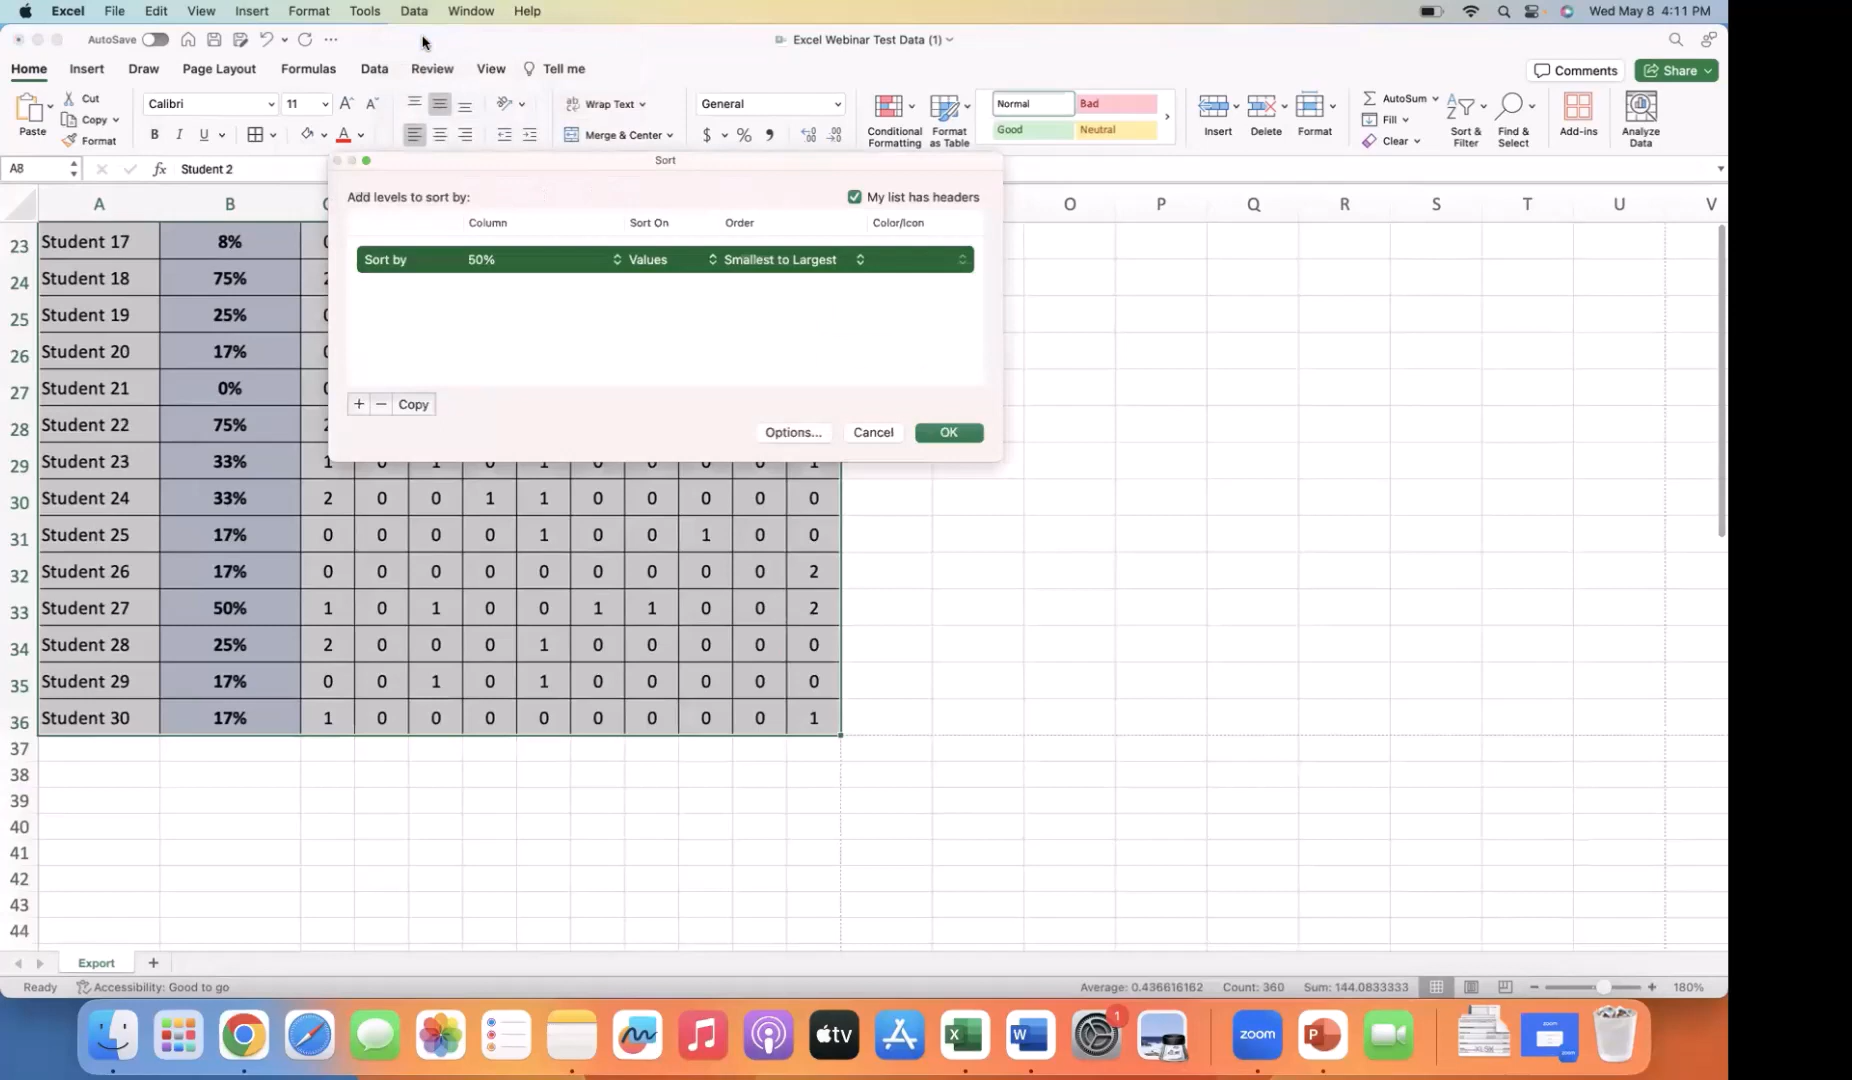 Excel File Edit View Insert Format Tools Data Window Help Wed May 8 4:11 PM
AutoSave Excel Webinar Test Data (1)
Home Insert Draw Page Layout Formulas Data Review View Tell me Comments Share
Paste Cut Copy Format Calibri 11 Wrap Text Merge & Center General Conditional Formatting Format as Table Normal Bad Good Neutral Insert Delete Format AutoSum Fill Clear Sort & Filter Find & Select Add-ins Analyze Data
A8 fx Student 2
Sort
Add levels to sort by: My list has headers
Column Sort On Order Color/Icon
Sort by 50% Values Smallest to Largest
+ − Copy
Options... Cancel OK
A B O P Q R S T U V
23 Student 17 8%
24 Student 18 75%
25 Student 19 25%
26 Student 20 17%
27 Student 21 0%
28 Student 22 75%
29 Student 23 33% 1 0 1 0 1 0 0 0 0 1
30 Student 24 33% 2 0 0 1 1 0 0 0 0 0
31 Student 25 17% 0 0 0 0 1 0 0 1 0 0
32 Student 26 17% 0 0 0 0 0 0 0 0 0 2
33 Student 27 50% 1 0 1 0 0 1 1 0 0 2
34 Student 28 25% 2 0 0 0 1 0 0 0 0 0
35 Student 29 17% 0 0 1 0 1 0 0 0 0 0
36 Student 30 17% 1 0 0 0 0 0 0 0 0 1
37
38
39
40
41
42
43
44
Export +
Ready Accessibility: Good to go Average: 0.436616162 Count: 360 Sum: 144.0833333 180%
tv zoom 1